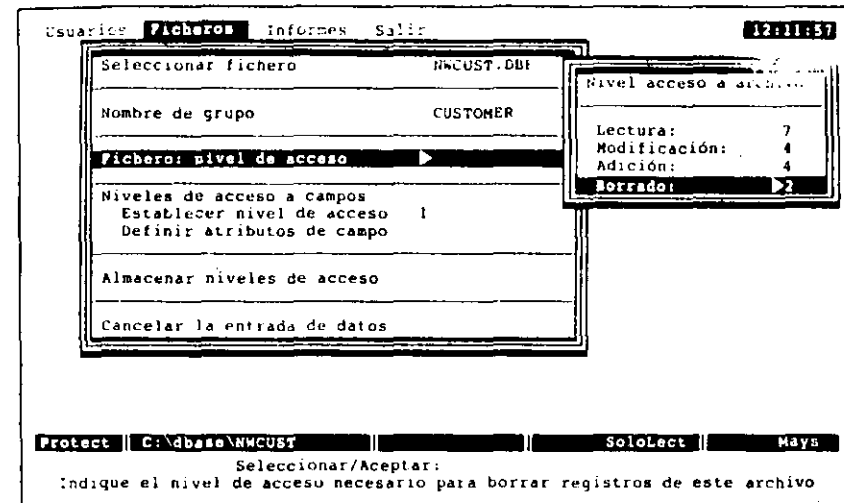 Usuarios Ficheros Informes Salir 12:11:57
Seleccionar fichero NWCUST.DBF
Nombre de grupo CUSTOMER
Fichero: nivel de acceso
Niveles de acceso a campos
Establecer nivel de acceso 1
Definir atributos de campo
Almacenar niveles de acceso
Cancelar la entrada de datos
Nivel acceso a archivo
Lectura: 7
Modificación: 4
Adición: 4
Borrado: 2
Protect C:\dbase\NWCUST SoloLect Mays
Seleccionar/Aceptar:
Indique el nivel de acceso necesario para borrar registros de este archivo